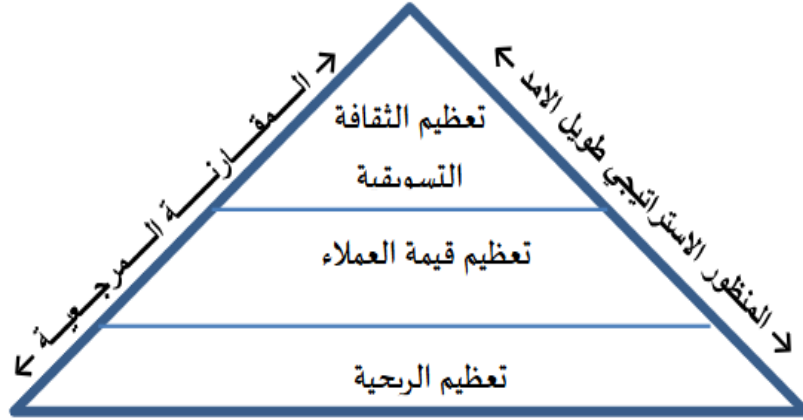 تعظيم الثقافة
التسويقية
تعظيم قيمة العملاء
تعظيم الربحية
المقارنة المرجعية
المنظور الاستراتيجي طويل الامد